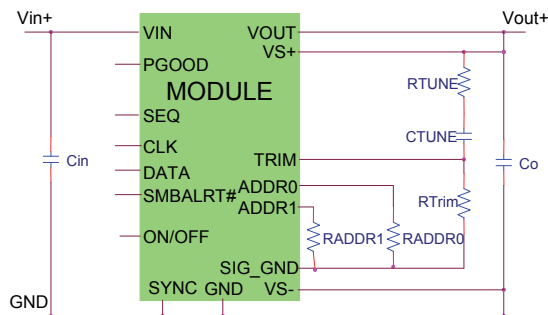 Vin+
Vout+
VIN
VOUT
VS+
PGOOD
RTUNE
MODULE
SEQ
CTUNE
CLK
TRIM
Cin
Co
DATA
ADDR0
SMBALRT#
RTrim
ADDR1
ON/OFF
RADDR1
RADDR0
SIG_GND
SYNC
GND
VS-
GND